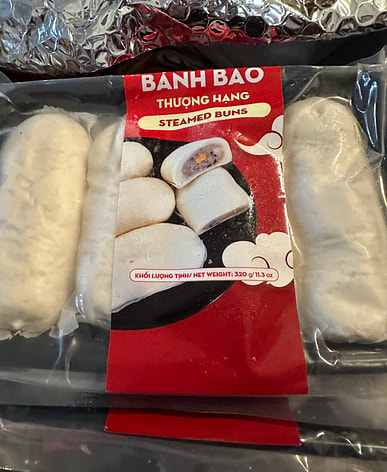 BÁNH BAO
THƯỢNG HẠNG
STEAMED BUNS
KHỐI LƯỢNG TỊNH/ NET WEIGHT: 320 g/ 11.3 oz